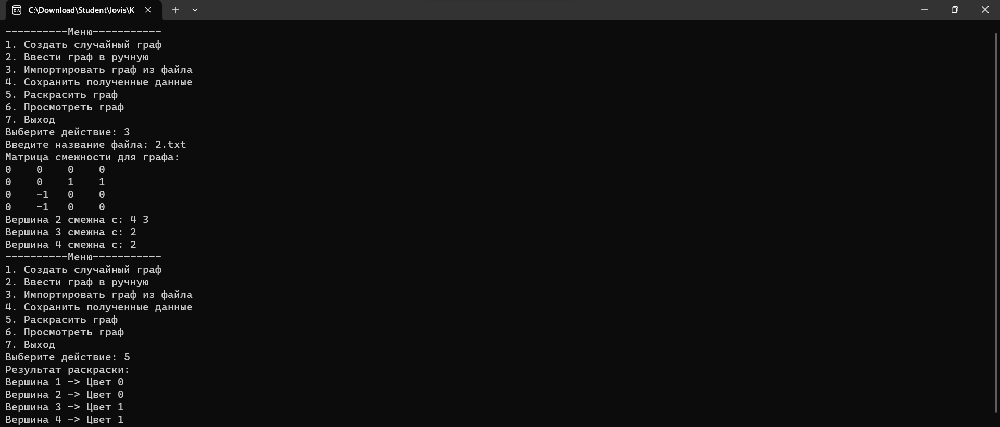 C:\Download\Student\lovis\K
----------Меню-----------
1. Создать случайный граф
2. Ввести граф в ручную
3. Импортировать граф из файла
4. Сохранить полученные данные
5. Раскрасить граф
6. Просмотреть граф
7. Выход
Выберите действие: 3
Введите название файла: 2.txt
Матрица смежности для графа:
0    0    0    0
0    0    1    1
0    -1   0    0
0    -1   0    0
Вершина 2 смежна с: 4 3
Вершина 3 смежна с: 2
Вершина 4 смежна с: 2
----------Меню-----------
1. Создать случайный граф
2. Ввести граф в ручную
3. Импортировать граф из файла
4. Сохранить полученные данные
5. Раскрасить граф
6. Просмотреть граф
7. Выход
Выберите действие: 5
Результат раскраски:
Вершина 1 -> Цвет 0
Вершина 2 -> Цвет 0
Вершина 3 -> Цвет 1
Вершина 4 -> Цвет 1